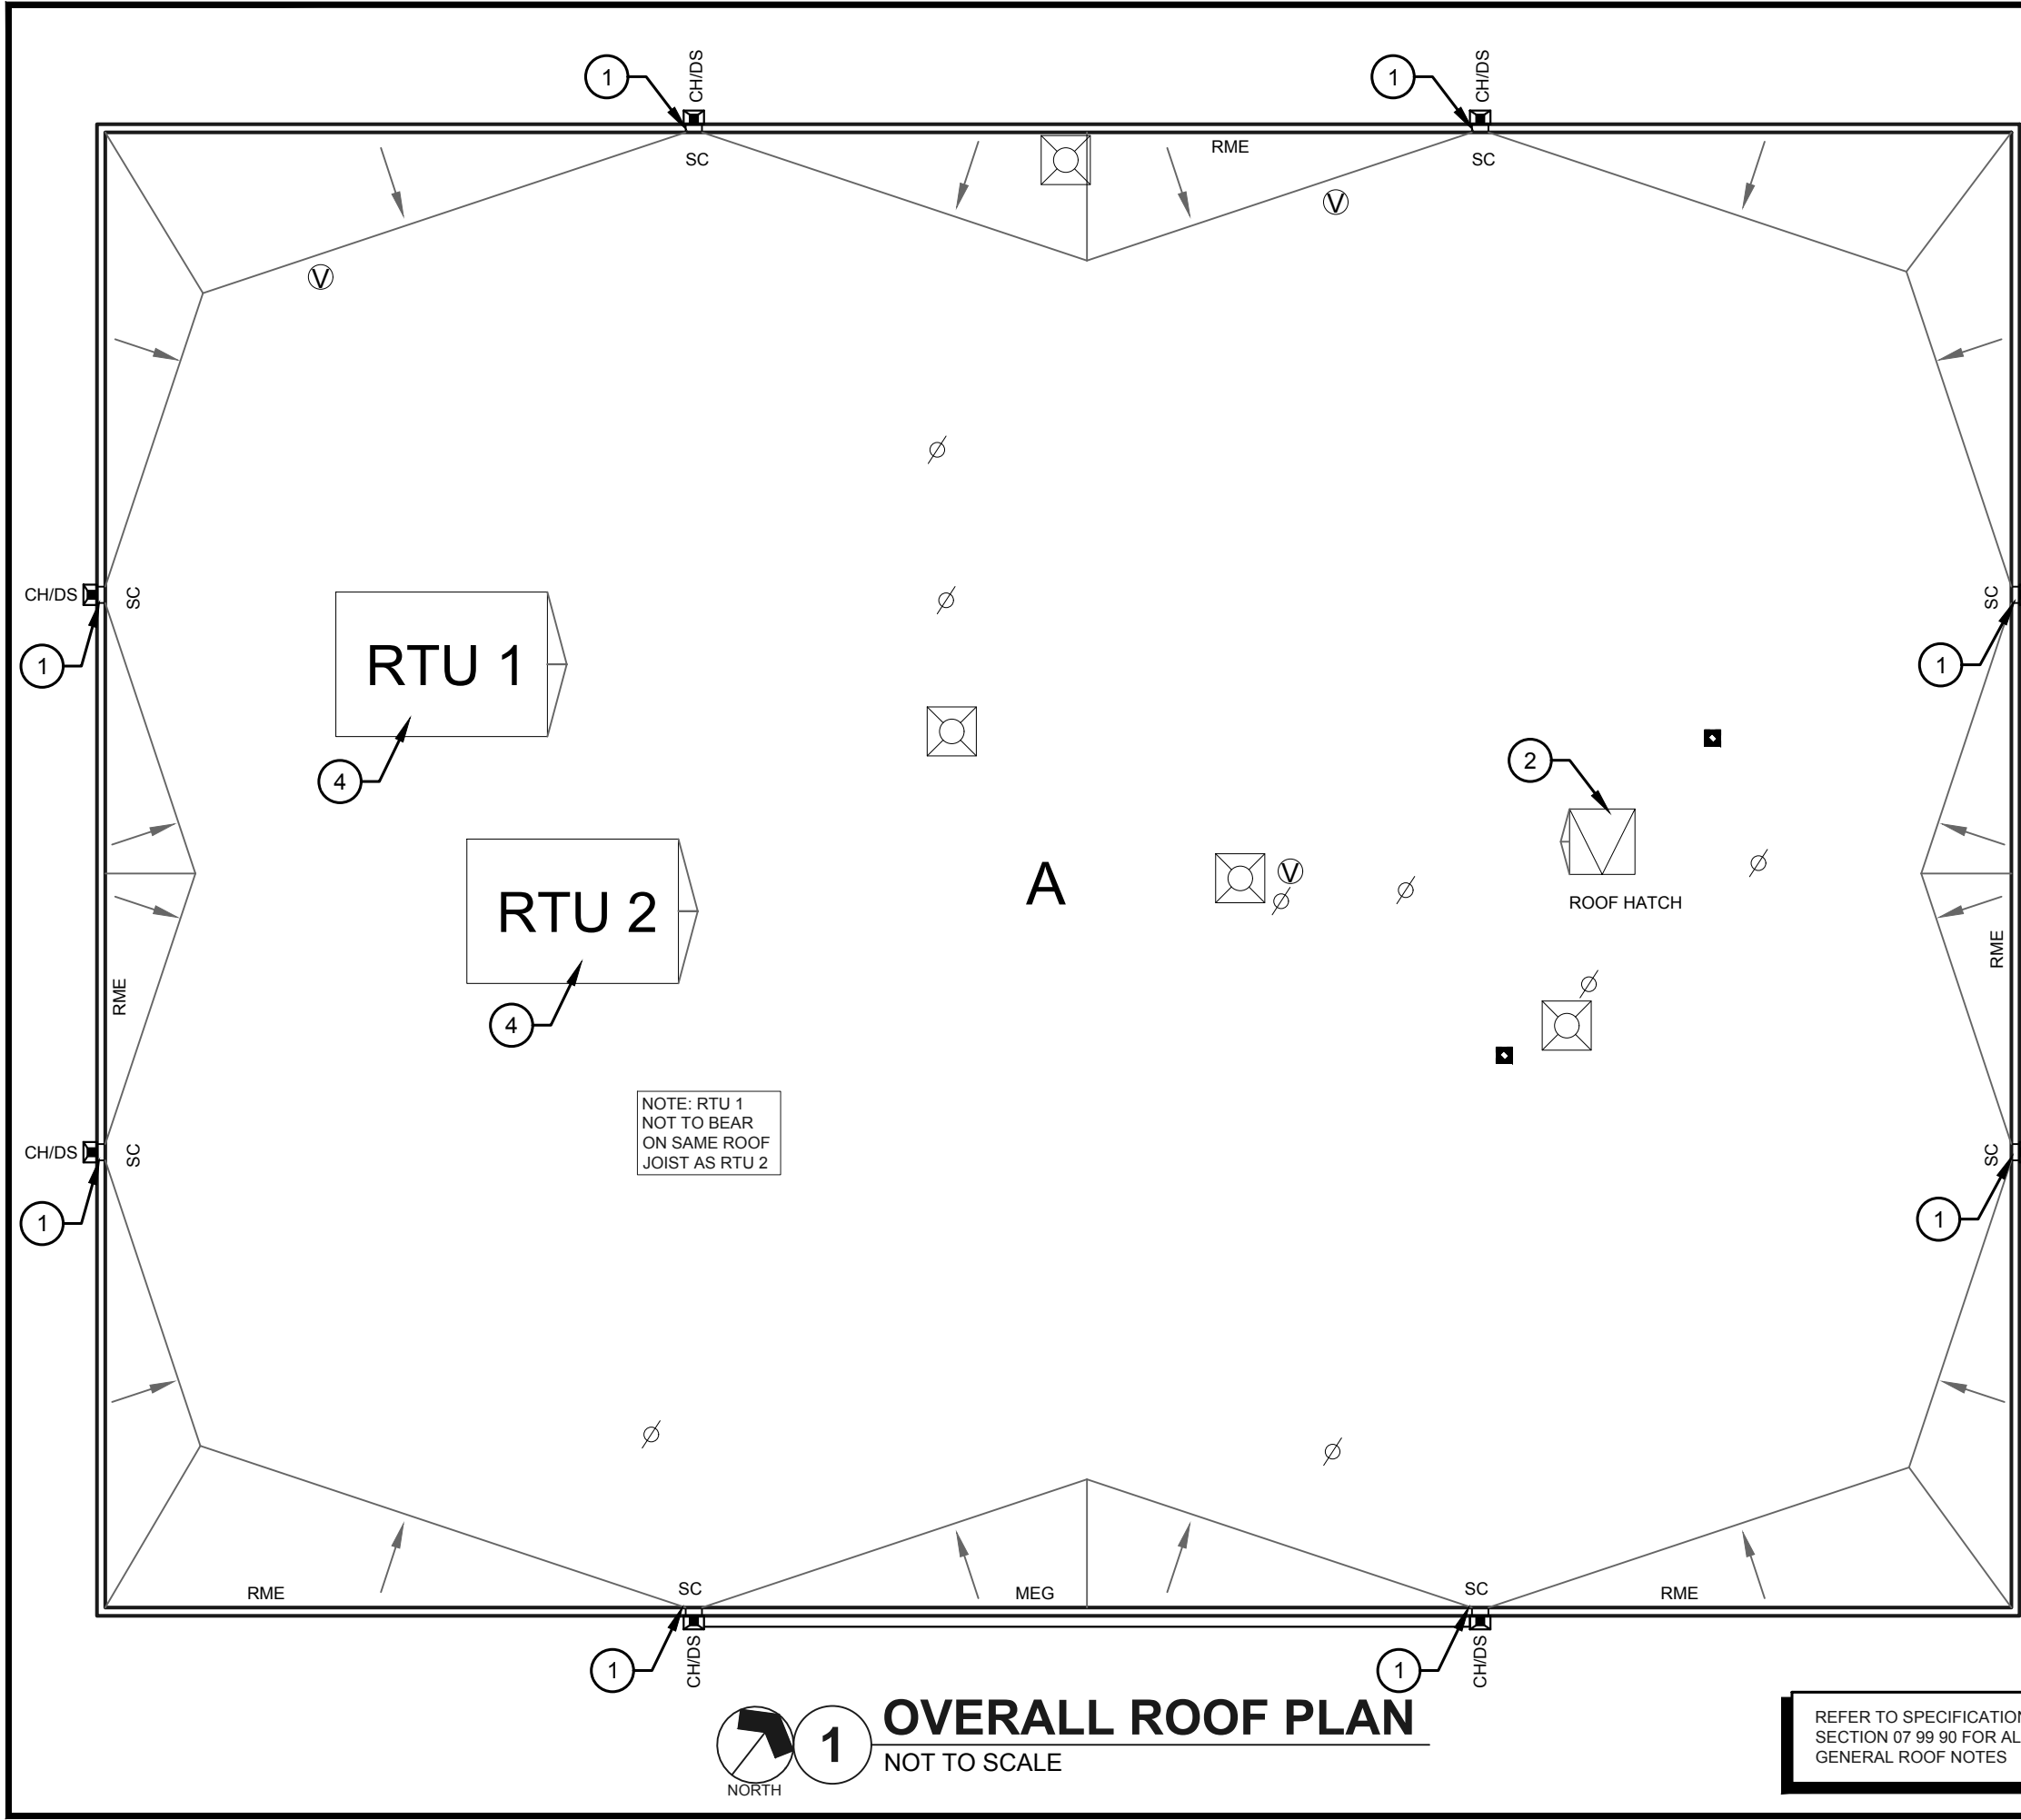 CH/DS
CH/DS
1
1
SC
RME
SC
V
V
CH/DS
SC
SC
RTU 1
1
1
4
2
RTU 2
A
V
ROOF HATCH
RME
RME
4
NOTE: RTU 1
NOT TO BEAR
ON SAME ROOF
JOIST AS RTU 2
CH/DS
SC
SC
1
1
RME
SC
MEG
SC
RME
1
CH/DS
1
CH/DS
1
OVERALL ROOF PLAN
NOT TO SCALE
NORTH
REFER TO SPECIFICATION
SECTION 07 99 90 FOR AL
GENERAL ROOF NOTES